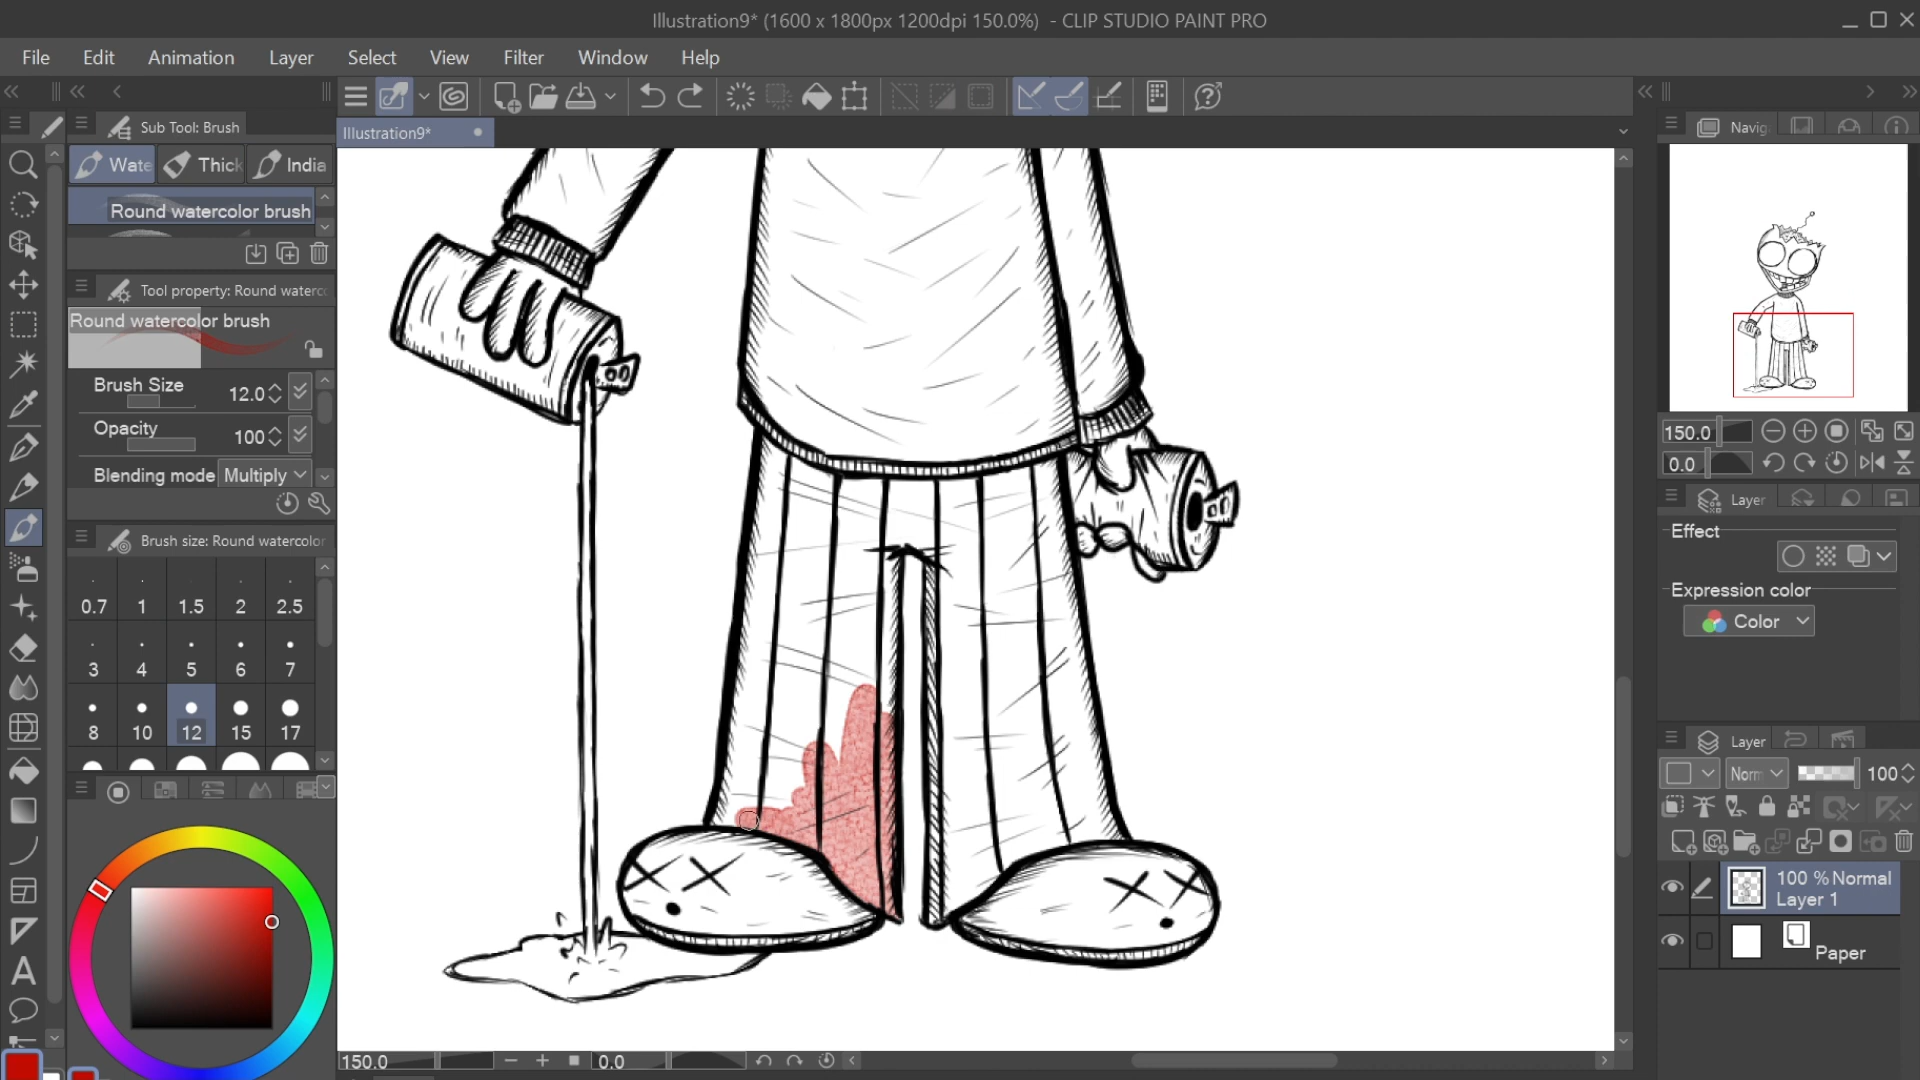 Illustration9* (1600 x 1800px 1200dpi 150.0%) - CLIP STUDIO PAINT PRO
File Edit Animation Layer Select View Filter Window Help
Sub Tool: Brush
Illustration9*
Navig
Wate Thick India
Round watercolor brush
Tool property: Round waterco
Round watercolor brush
Brush Size 12.0
Opacity 100
Blending mode Multiply
150.0
0.0
Layer
Effect
Expression color
Color
Brush size: Round watercolor
0.7 1 1.5 2 2.5
3 4 5 6 7
8 10 12 15 17
Layer
Norm 100
100 % Normal
Layer 1
Paper
A
150.0 0.0